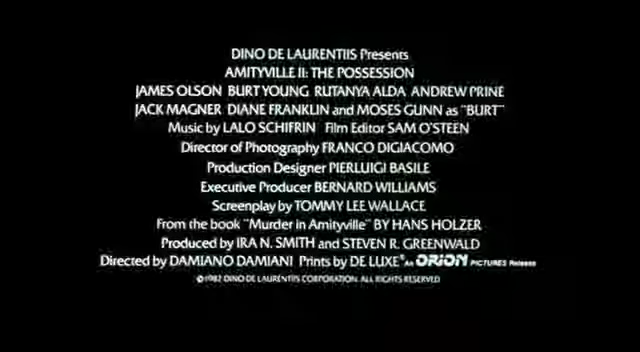 DINO DE LAURENTIIS Presents
AMITYVILLE II: THE POSSESSION
JAMES OLSON BURT YOUNG RUTANYA ALDA ANDREW PRINE
JACK MAGNER DIANE FRANKLIN and MOSES GUNN as "BURT"
Music by LALO SCHIFRIN Film Editor SAM O'STEEN
Director of Photography FRANCO DIGIACOMO
Production Designer PIERLUIGI BASILE
Executive Producer BERNARD WILLIAMS
Screenplay by TOMMY LEE WALLACE
From the book "Murder in Amityville" BY HANS HOLZER
Produced by IRA N. SMITH and STEVEN R. GREENWALD
Directed by DAMIANO DAMIANI Prints by DE LUXE® An ORION PICTURES Release
©1982 DINO DE LAURENTIIS CORPORATION. ALL RIGHTS RESERVED